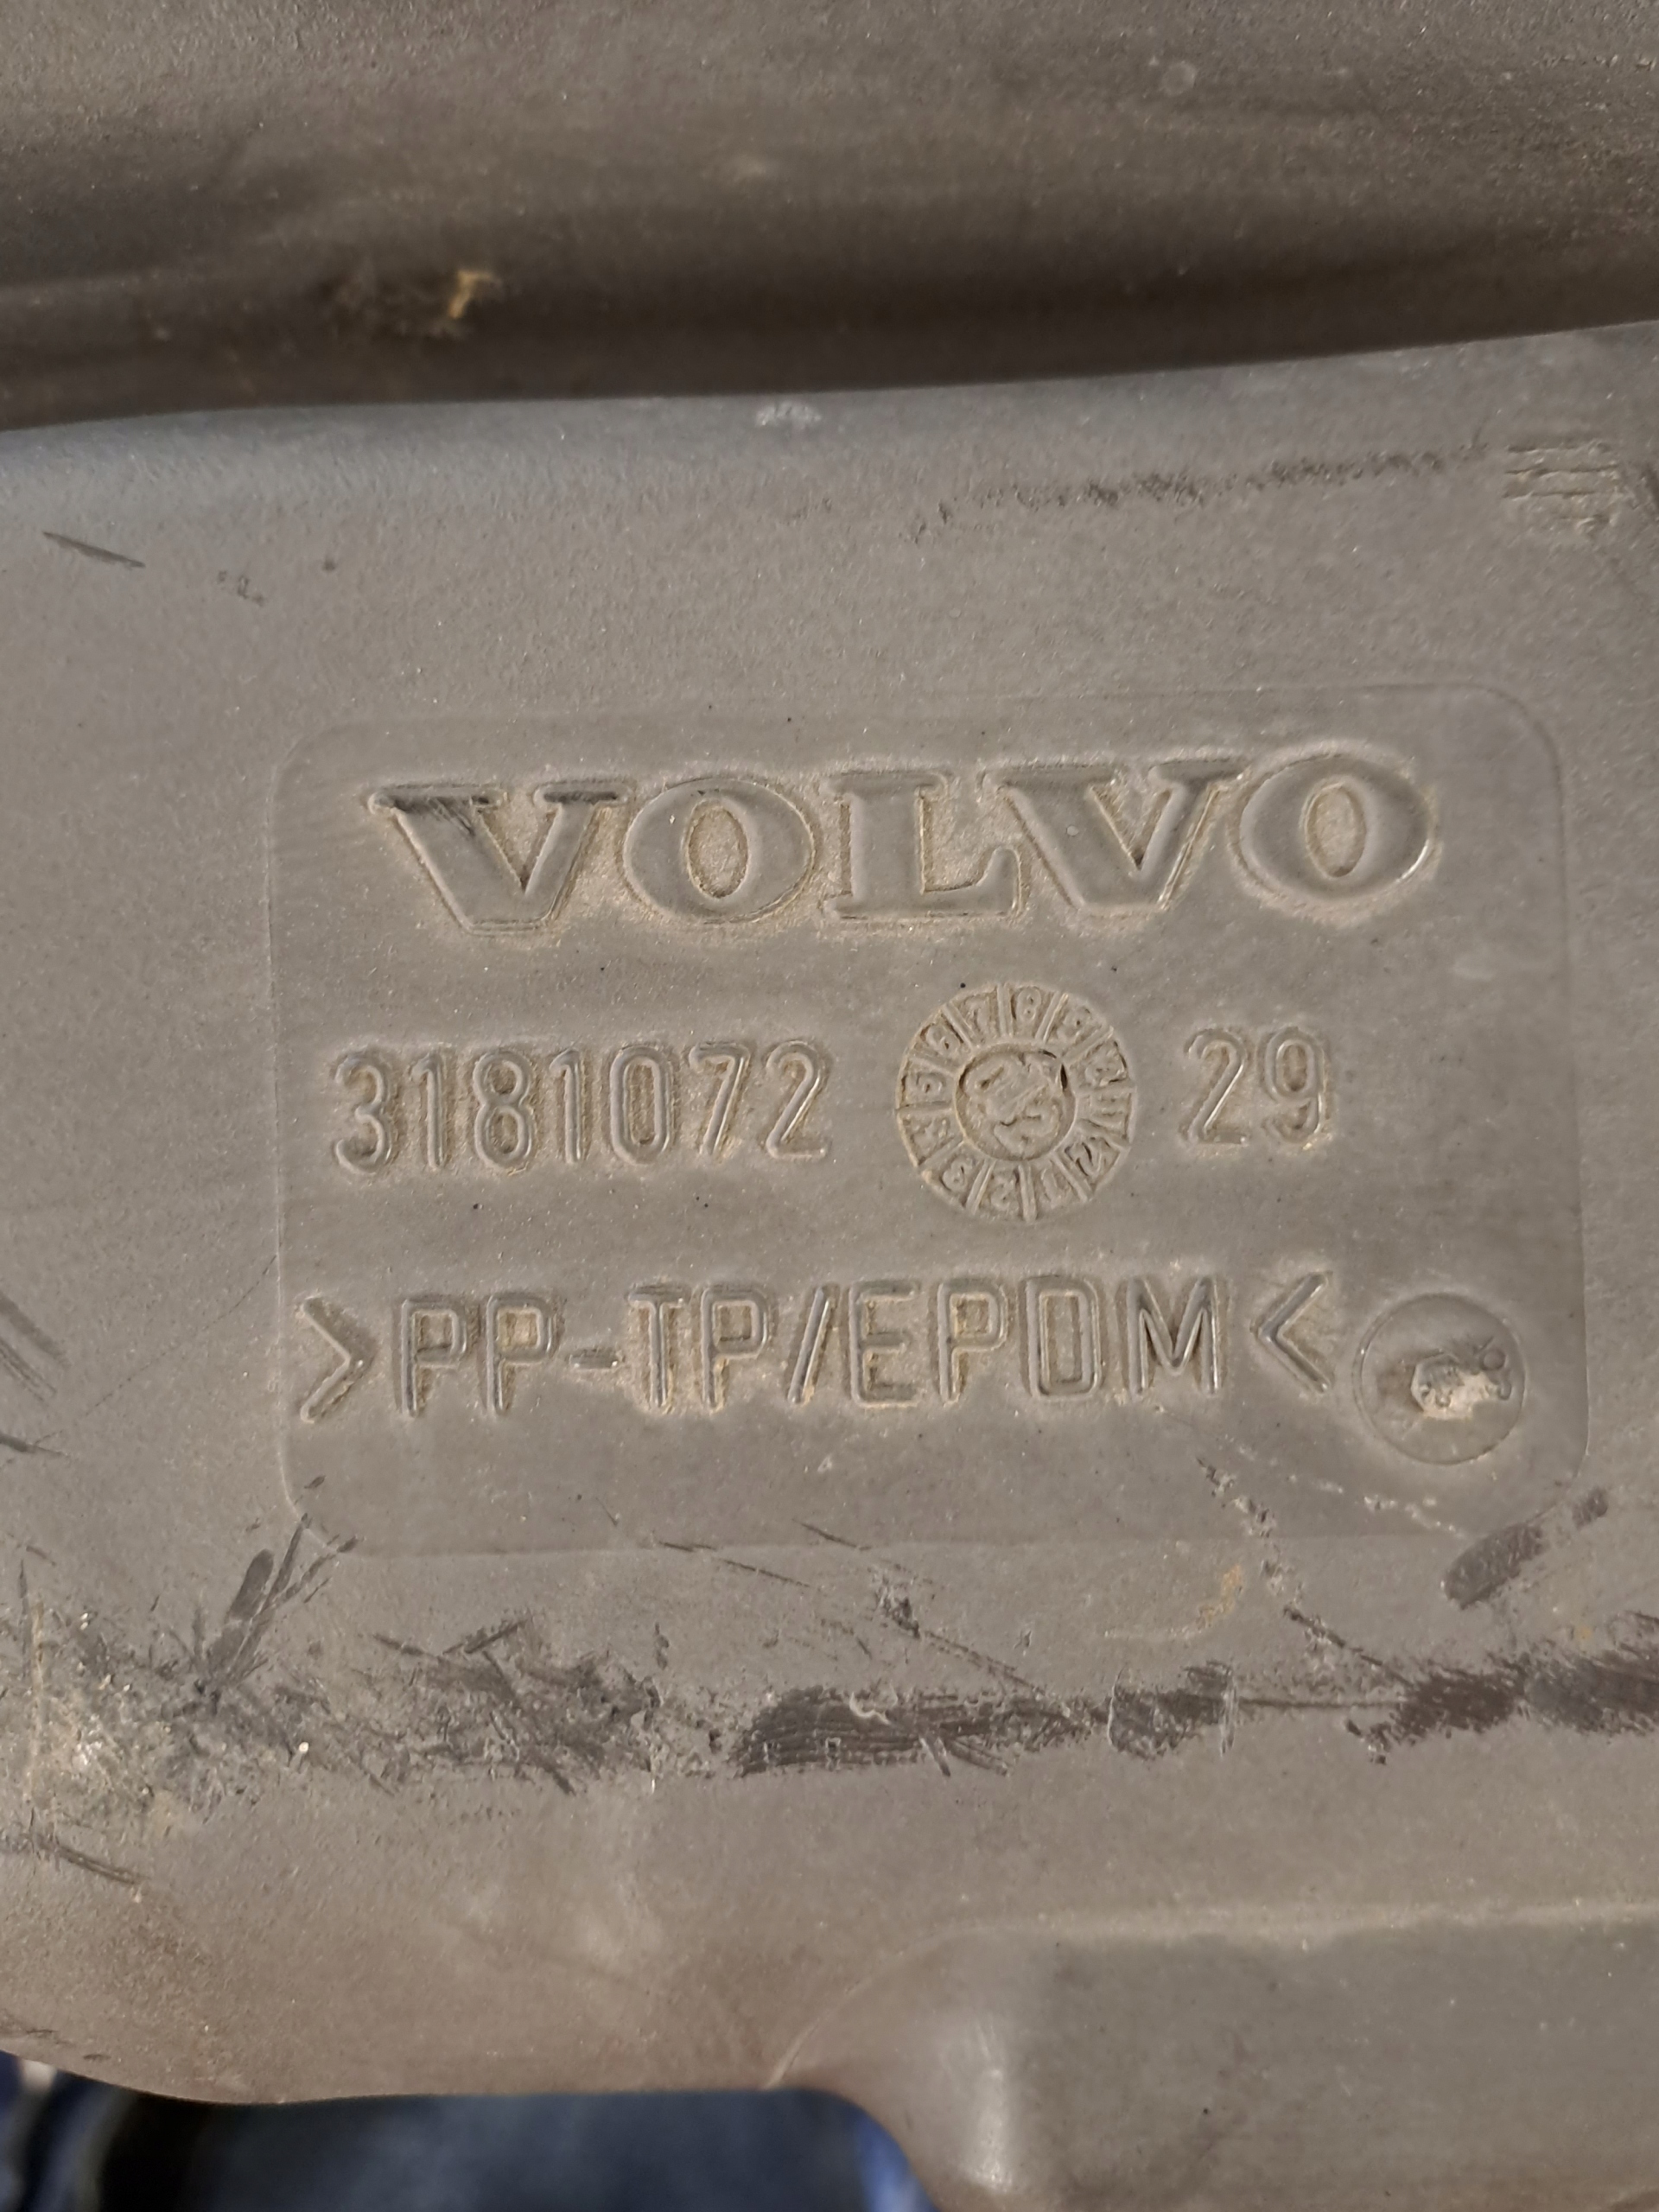 VOLVO
3181072 29
>PP-TP/EPDM<